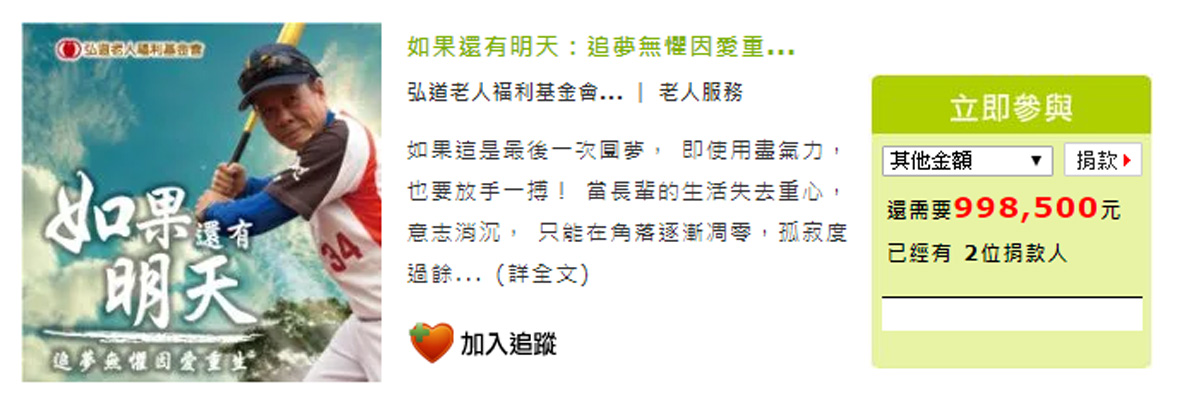 弘道老人福利基金會
34
如果還有
明天
追夢無懼因愛重生
如果還有明天：追夢無懼因愛重...
弘道老人福利基金會... | 老人服務
如果這是最後一次圓夢， 即使用盡氣力，
也要放手一搏！ 當長輩的生活失去重心，
意志消沉， 只能在角落逐漸凋零，孤寂度
過餘... (詳全文)
加入追蹤
立即參與
其他金額
捐款
還需要998,500元
已經有 2位捐款人